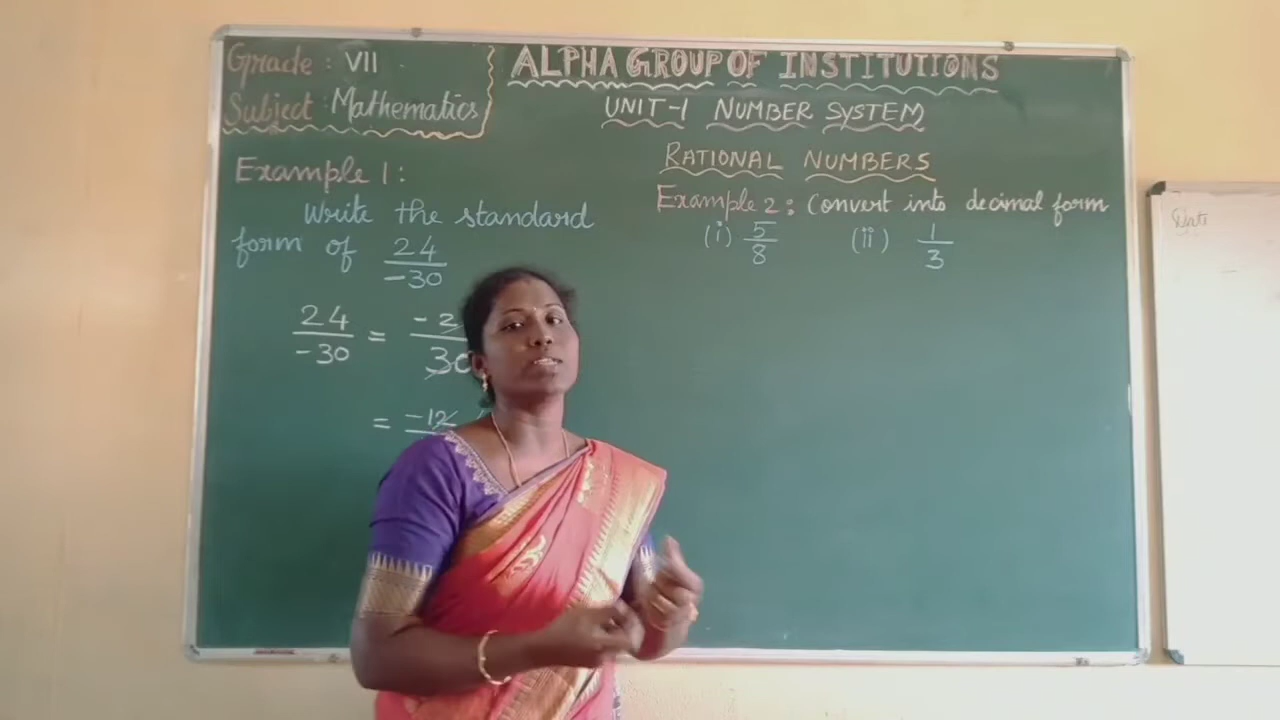 Grade : VII
Subject : Mathematics
ALPHA GROUP OF INSTITUTIONS
UNIT-1 NUMBER SYSTEM
RATIONAL NUMBERS
Example 1 :
Write the standard
form of 24/-30
24/-30 =
= -12
Example 2 : Convert into decimal form
(i) 5/8 (ii) 1/3
Date